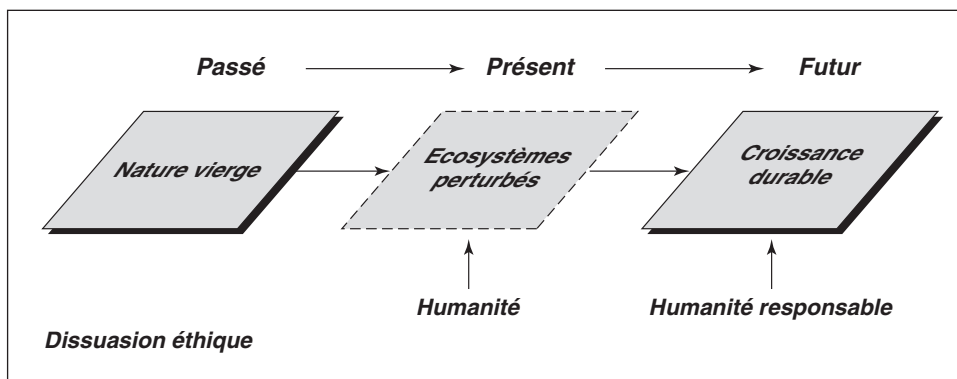 Passé
Présent
Futur
Nature vierge
Ecosystèmes
perturbés
Croissance
durable
Humanité
Humanité responsable
Dissuasion éthique